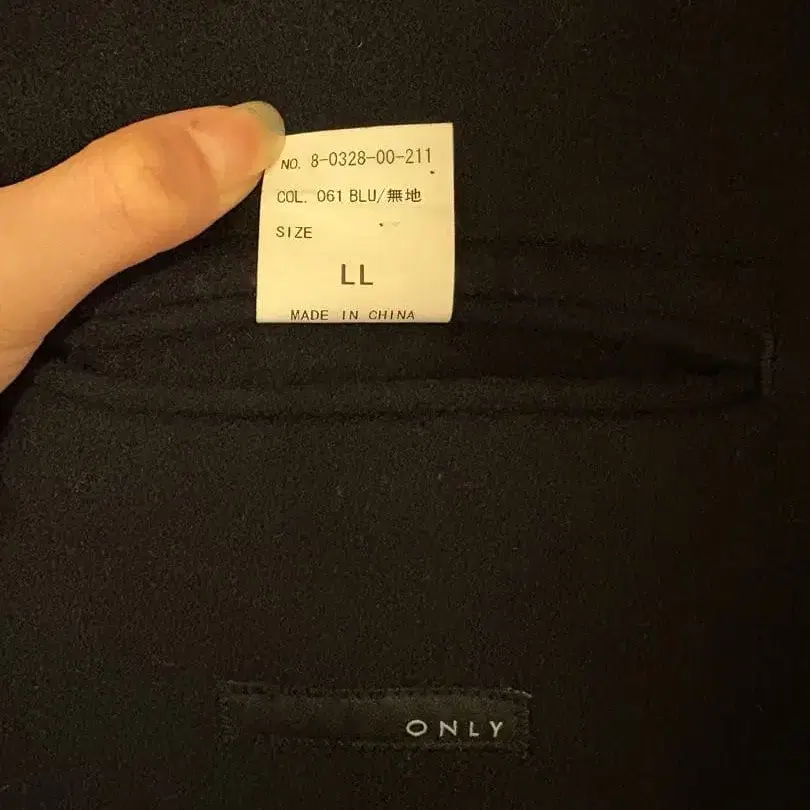 NO. 8-0328-00-211
COL. 061 BLU/無地
SIZE
LL
MADE IN CHINA
ONLY